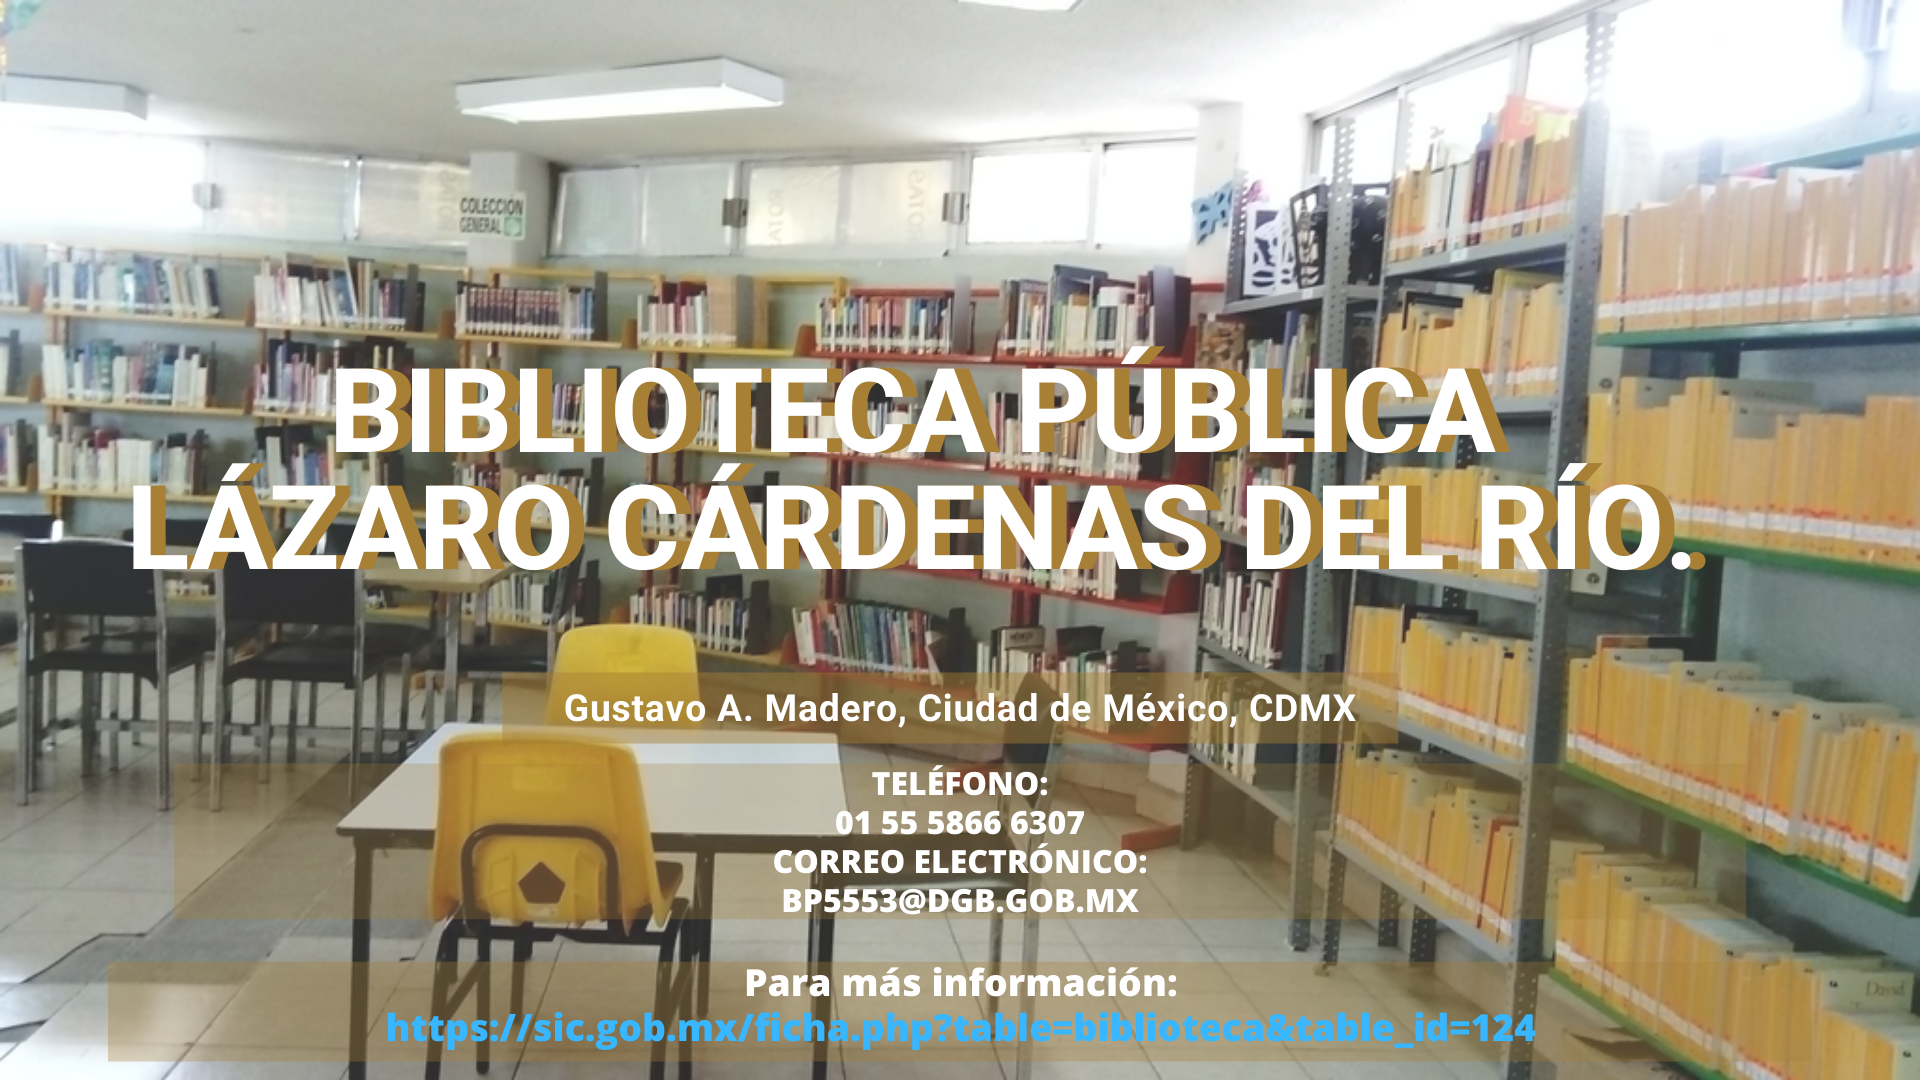 COLECCION
GENERAL
BIBLIOTECA PÚBLICA
LÁZARO CÁRDENAS DEL RÍO.
Gustavo A. Madero, Ciudad de México, CDMX
TELÉFONO:
01 55 5866 6307
CORREO ELECTRÓNICO:
BP5553@DGB.GOB.MX
Para más información:
https://sic.gob.mx/ficha.php?table=biblioteca&table_id=124
David